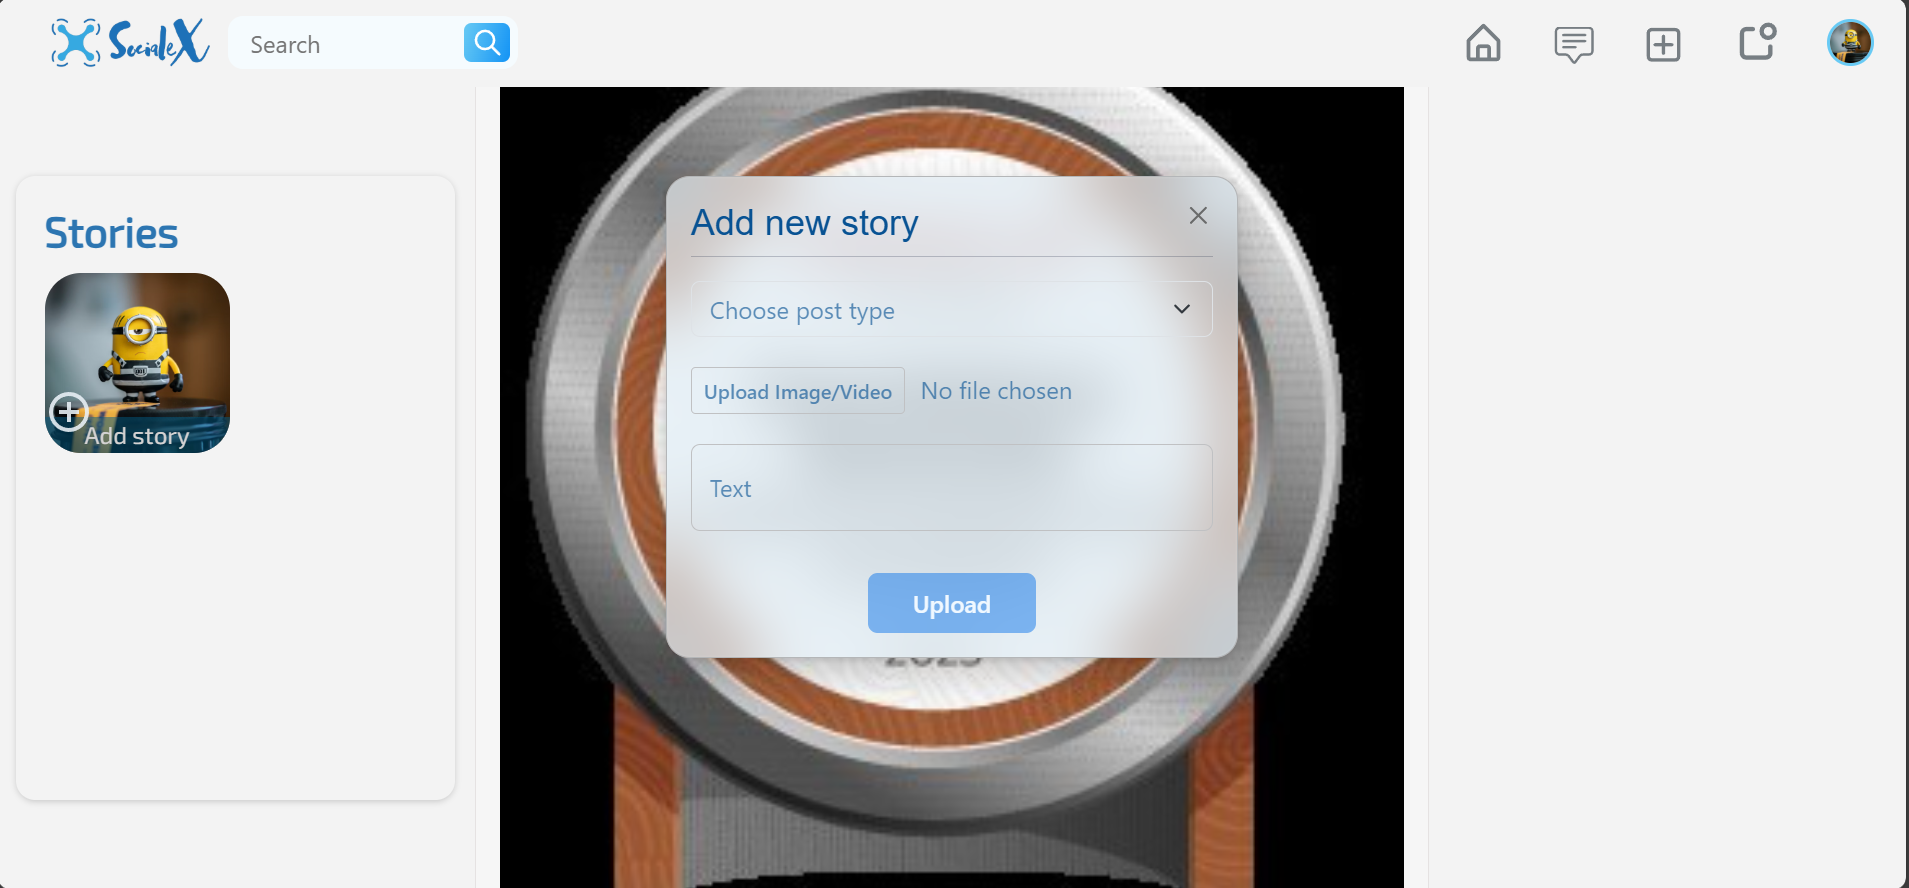 SocialeX
Search
Stories
Add story
Add new story
Choose post type
Upload Image/Video No file chosen
Text
Upload
2023